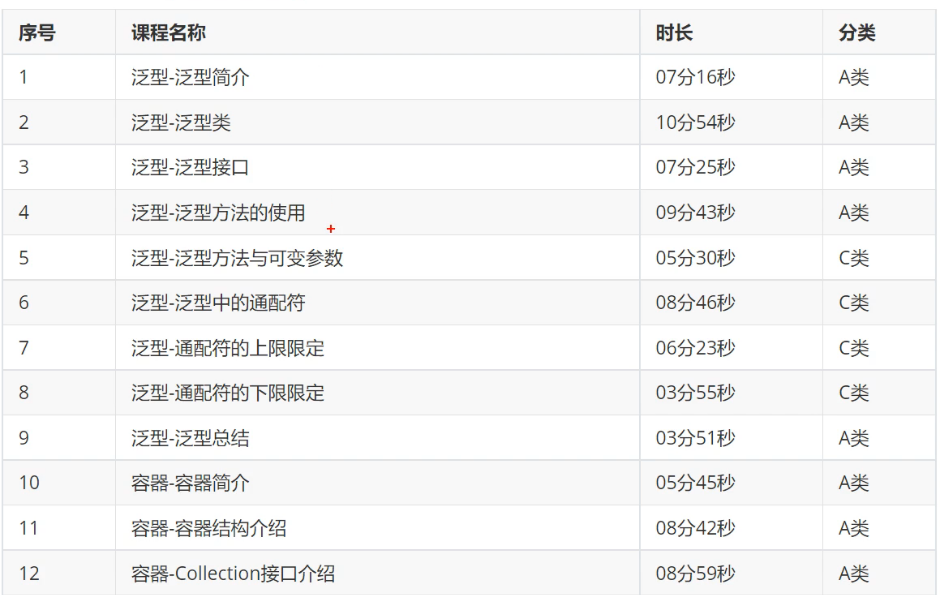 序号 课程名称 时长 分类
1 泛型-泛型简介 07分16秒 A类
2 泛型-泛型类 10分54秒 A类
3 泛型-泛型接口 07分25秒 A类
4 泛型-泛型方法的使用 09分43秒 A类
5 泛型-泛型方法与可变参数 05分30秒 C类
6 泛型-泛型中的通配符 08分46秒 C类
7 泛型-通配符的上限限定 06分23秒 C类
8 泛型-通配符的下限限定 03分55秒 C类
9 泛型-泛型总结 03分51秒 A类
10 容器-容器简介 05分45秒 A类
11 容器-容器结构介绍 08分42秒 A类
12 容器-Collection接口介绍 08分59秒 A类